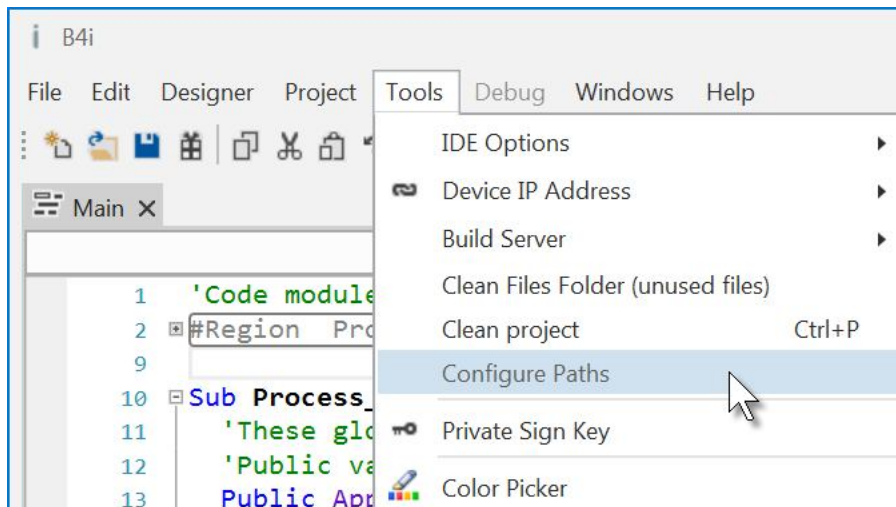 B4i
File Edit Designer Project Tools Debug Windows Help
IDE Options
Device IP Address
Build Server
Clean Files Folder (unused files)
Clean project Ctrl+P
Configure Paths
Private Sign Key
Color Picker
Main
1 'Code module
2 #Region Pro
9
10 Sub Process_
11 'These glo
12 'Public va
13 Public App